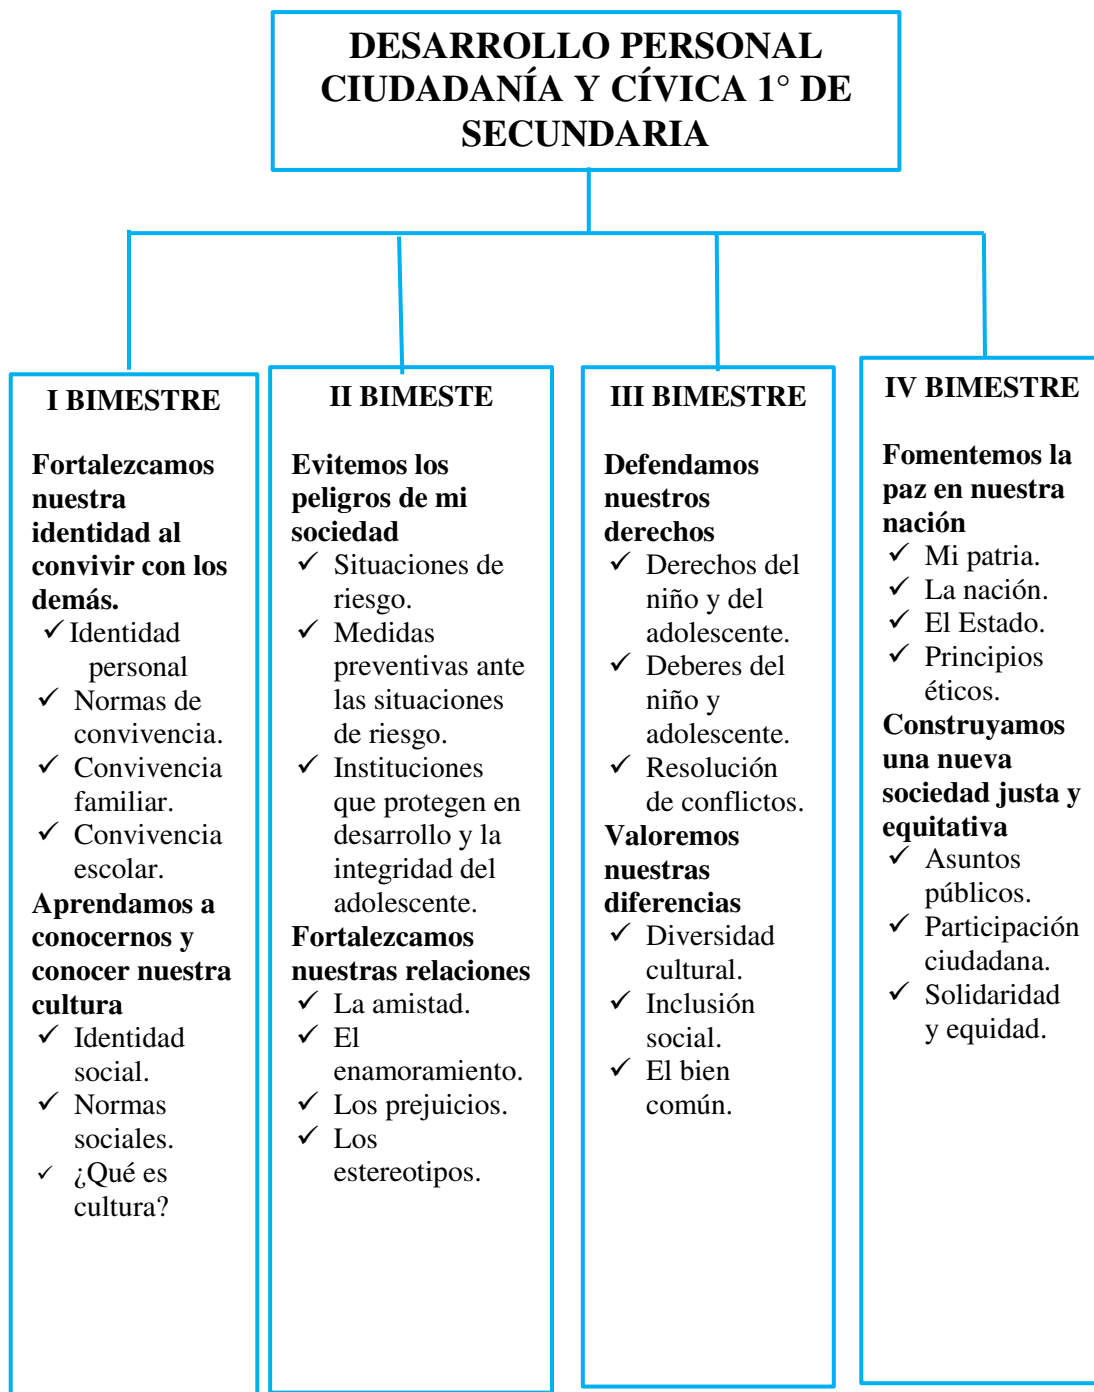 DESARROLLO PERSONAL
CIUDADANÍA Y CÍVICA 1° DE
SECUNDARIA
I BIMESTRE
Fortalezcamos
nuestra
identidad al
convivir con los
demás.
✓ Identidad
personal
✓ Normas de
convivencia.
✓ Convivencia
familiar.
✓ Convivencia
escolar.
Aprendamos a
conocernos y
conocer nuestra
cultura
✓ Identidad
social.
✓ Normas
sociales.
✓ ¿Qué es
cultura?
II BIMESTE
Evitemos los
peligros de mi
sociedad
✓ Situaciones de
riesgo.
✓ Medidas
preventivas ante
las situaciones
de riesgo.
✓ Instituciones
que protegen en
desarrollo y la
integridad del
adolescente.
Fortalezcamos
nuestras relaciones
✓ La amistad.
✓ El
enamoramiento.
✓ Los prejuicios.
✓ Los
estereotipos.
III BIMESTRE
Defendamos
nuestros
derechos
✓ Derechos del
niño y del
adolescente.
✓ Deberes del
niño y
adolescente.
✓ Resolución
de conflictos.
Valoremos
nuestras
diferencias
✓ Diversidad
cultural.
✓ Inclusión
social.
✓ El bien
común.
IV BIMESTRE
Fomentemos la
paz en nuestra
nación
✓ Mi patria.
✓ La nación.
✓ El Estado.
✓ Principios
éticos.
Construyamos
una nueva
sociedad justa y
equitativa
✓ Asuntos
públicos.
✓ Participación
ciudadana.
✓ Solidaridad
y equidad.